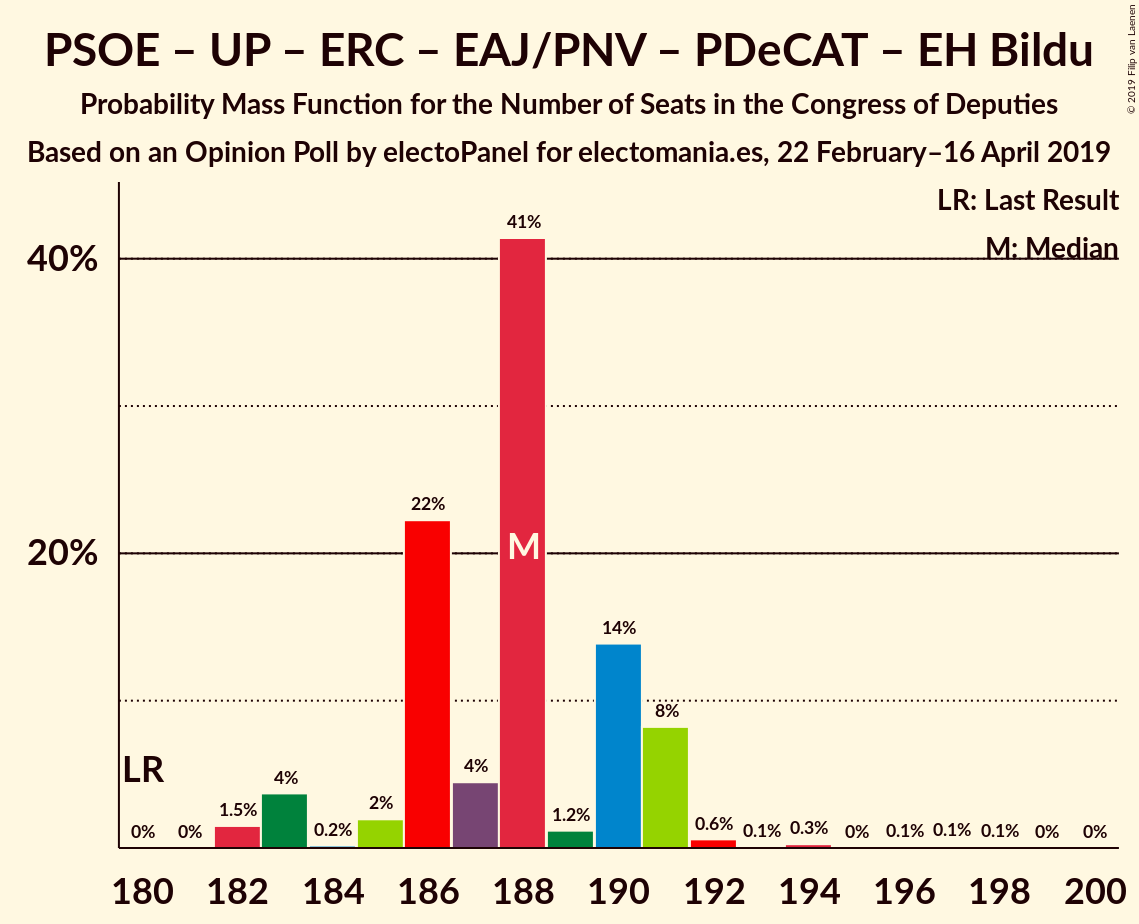 PSOE – UP – ERC – EAJ/PNV – PDeCAT – EH Bildu
Probability Mass Function for the Number of Seats in the Congress of Deputies
Based on an Opinion Poll by electoPanel for electomania.es, 22 February–16 April 2019
© 2019 Filip van Laenen
LR: Last Result
M: Median
40%
20%
41%
22%
M
14%
8%
LR
0%
0%
1.5%
4%
0.2%
2%
4%
1.2%
0.6%
0.1%
0.3%
0%
0.1%
0.1%
0.1%
0%
0%
180 182 184 186 188 190 192 194 196 198 200